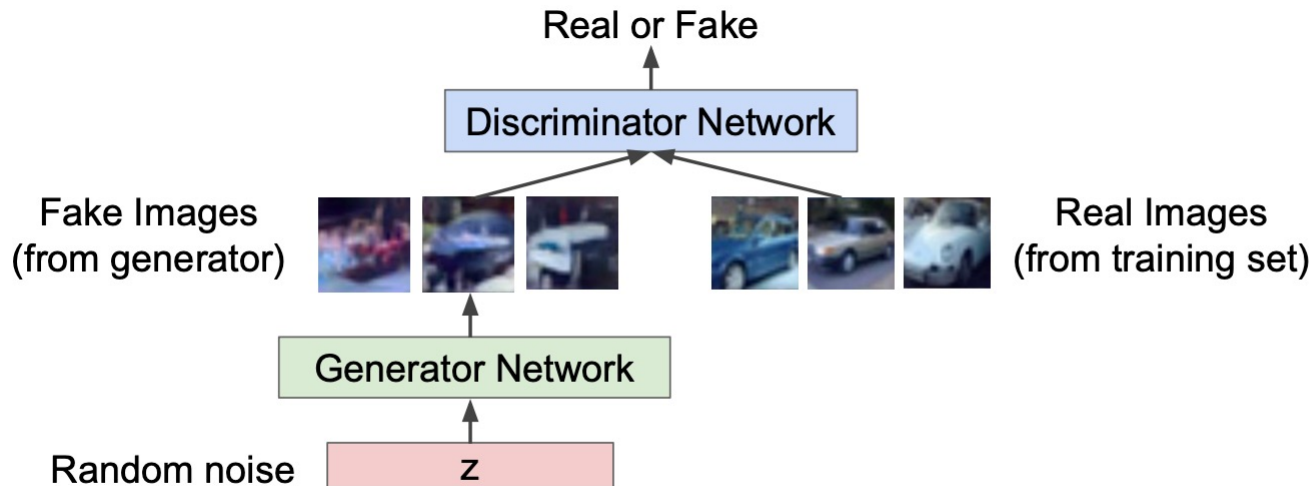 Real or Fake
Discriminator Network
Fake Images
(from generator)
Real Images
(from training set)
Generator Network
Random noise
z